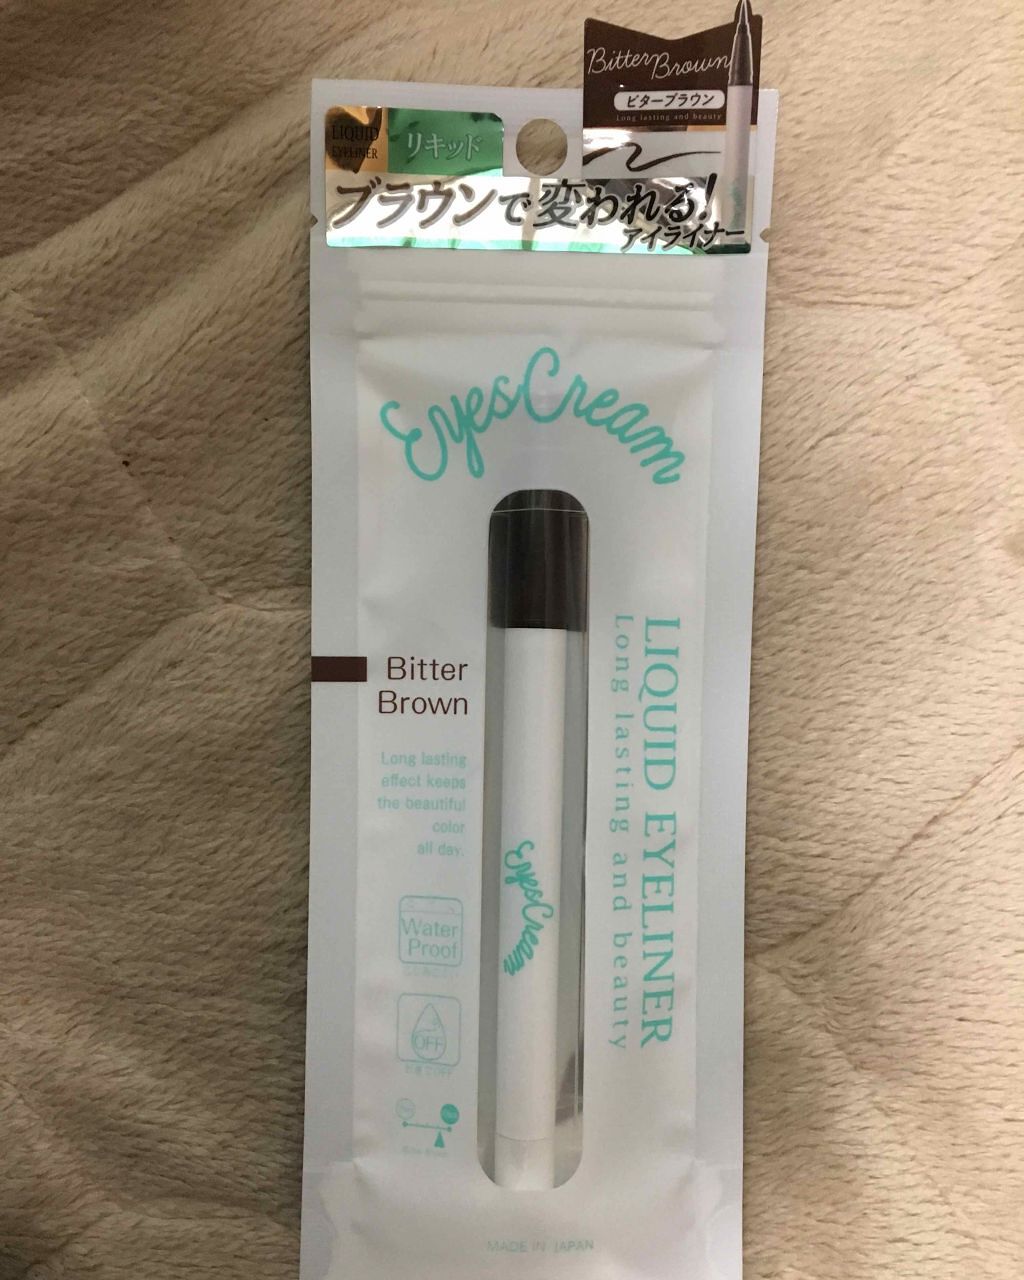 Bitter Brown
ビターブラウン
Long lasting and beauty
LIQUID
EYELINER
リキッド
ブラウンで変われる!
アイライナー
EyesCream
Bitter
Brown
Long lasting
effect keeps
the beautiful
color
all day.
Water
Proof
OFF
EyesCream
LIQUID EYELINER
Long lasting and beauty
MADE IN JAPAN